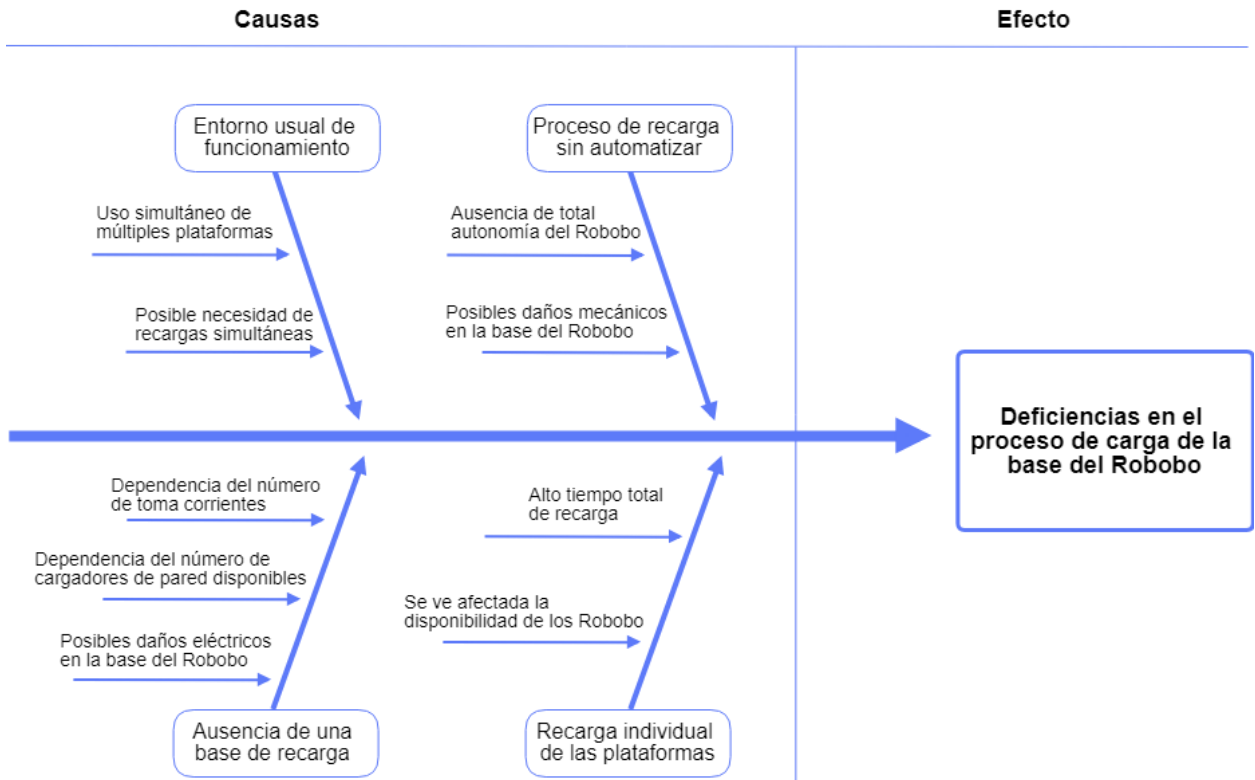 Causas
Efecto
Entorno usual de
funcionamiento
Proceso de recarga
sin automatizar
Uso simultáneo de
múltiples plataformas
Ausencia de total
autonomía del Robobo
Posible necesidad de
recargas simultáneas
Posibles daños mecánicos
en la base del Robobo
Deficiencias en el
proceso de carga de la
base del Robobo
Dependencia del número
de toma corrientes
Alto tiempo total
de recarga
Dependencia del número de
cargadores de pared disponibles
Se ve afectada la
disponibilidad de los Robobo
Posibles daños eléctricos
en la base del Robobo
Ausencia de una
base de recarga
Recarga individual
de las plataformas